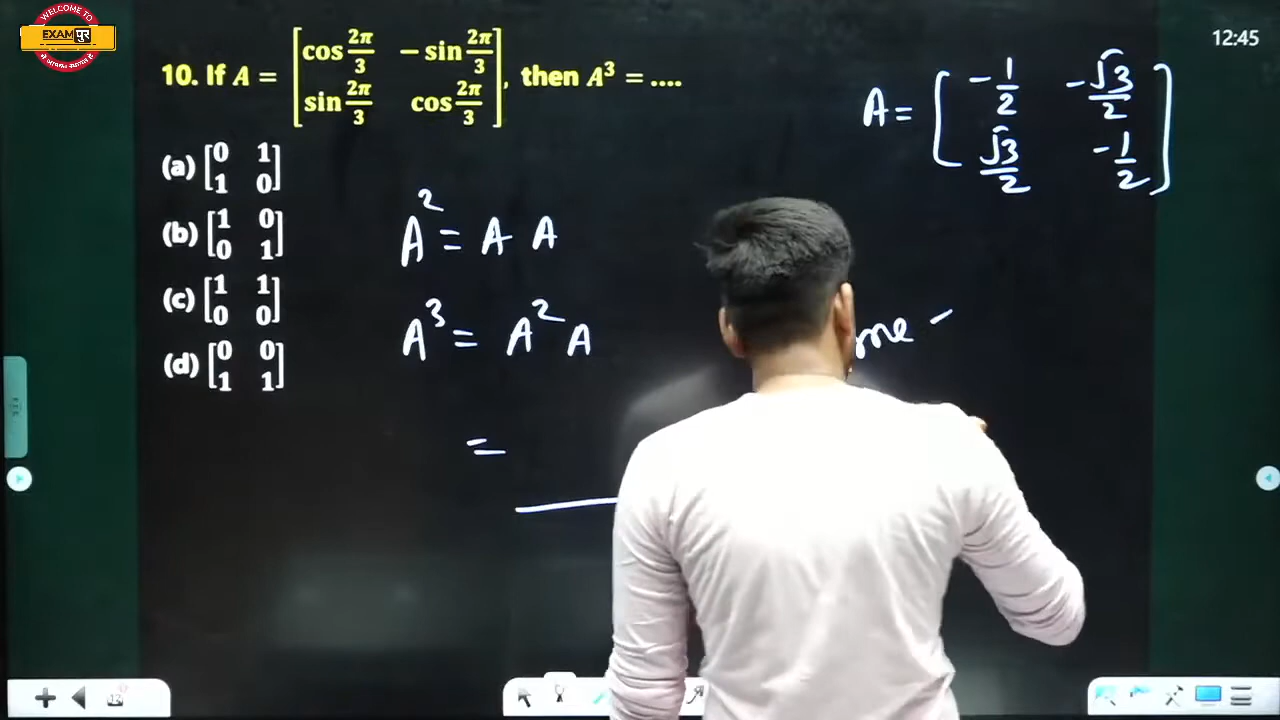 WELCOME TO
EXAM पुर
12:45
10. If A = [cos 2π/3 − sin 2π/3
sin 2π/3 cos 2π/3], then A³ = ....
(a) [0 1
1 0]
(b) [1 0
0 1]
(c) [1 1
0 0]
(d) [0 0
1 1]
A = [-1/2 -√3/2
√3/2 -1/2]
A² = A A
A³ = A² A
=